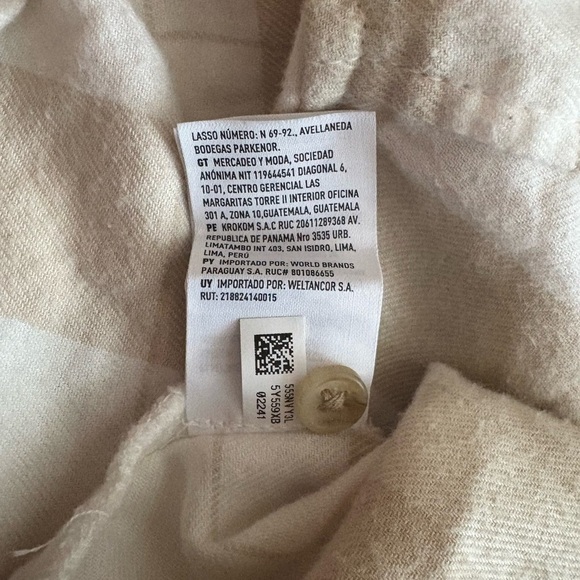 LASSO NÚMERO: N 69-92., AVELLANEDA
BODEGAS PARKENOR.
GT MERCADEO Y MODA, SOCIEDAD
ANÓNIMA NIT 119644541 DIAGONAL 6,
10-01, CENTRO GERENCIAL LAS
MARGARITAS TORRE II INTERIOR OFICINA
301 A, ZONA 10,GUATEMALA, GUATEMALA
PE KROKOM S.A.C RUC 20611289368 AV.
REPUBLICA DE PANAMA Nro 3535 URB.
LIMATAMBO INT 403, SAN ISIDRO, LIMA,
LIMA, PERÚ
PY IMPORTADO POR: WORLD BRANDS
PARAGUAY S.A. RUC# 801086655
UY IMPORTADO POR: WELTANCOR S.A.
RUT: 218824140015
555NVY3L
5Y559XB
02241